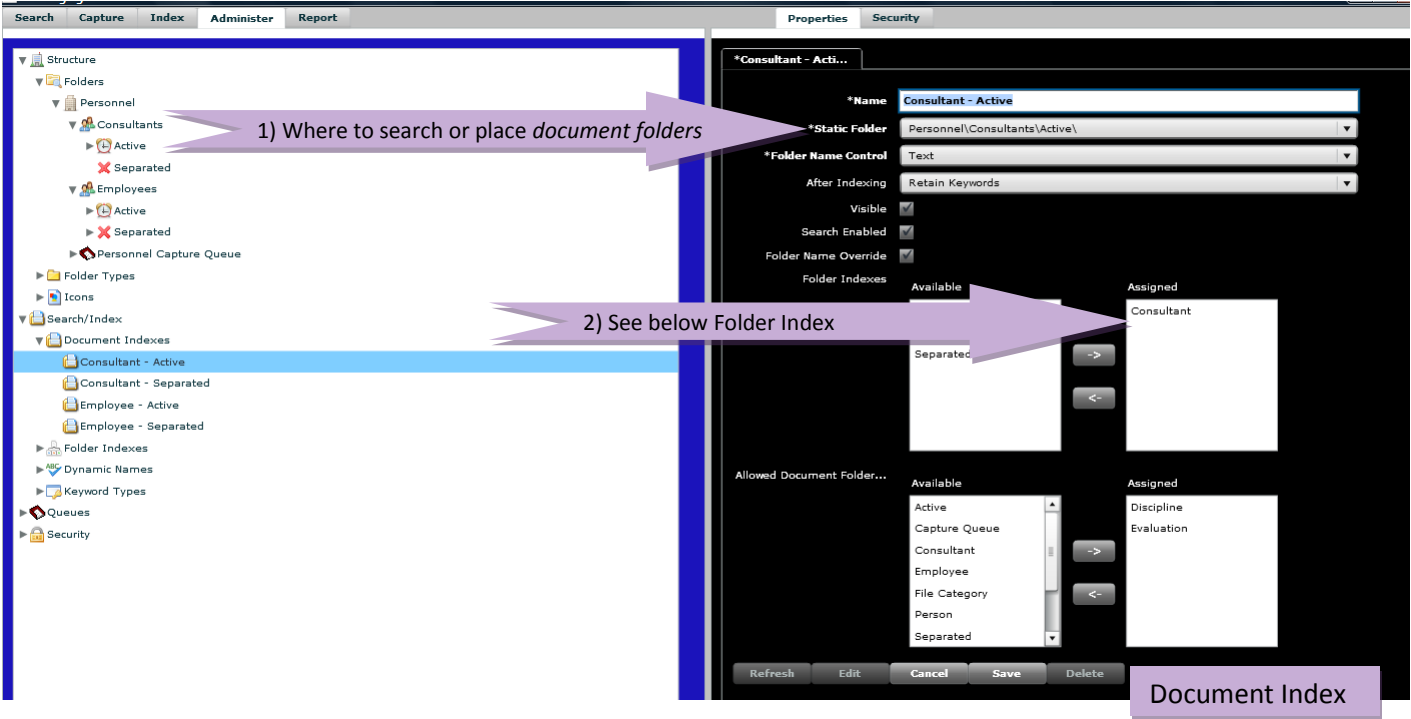 Search Capture Index Administer Report
Properties Security
Structure
Folders
Personnel
Consultants
Active
Separated
Employees
Active
Separated
Personnel Capture Queue
Folder Types
Icons
Search/Index
Document Indexes
Consultant - Active
Consultant - Separated
Employee - Active
Employee - Separated
Folder Indexes
Dynamic Names
Keyword Types
Queues
Security
1) Where to search or place document folders
2) See below Folder Index
*Consultant - Acti...
*Name Consultant - Active
*Static Folder Personnel\Consultants\Active\
*Folder Name Control Text
After Indexing Retain Keywords
Visible
Search Enabled
Folder Name Override
Folder Indexes
Available Assigned
Separated -> Consultant
<-
Allowed Document Folder...
Available Assigned
Active Discipline
Capture Queue Evaluation
Consultant ->
Employee
File Category <-
Person
Separated
Refresh Edit Cancel Save Delete
Document Index